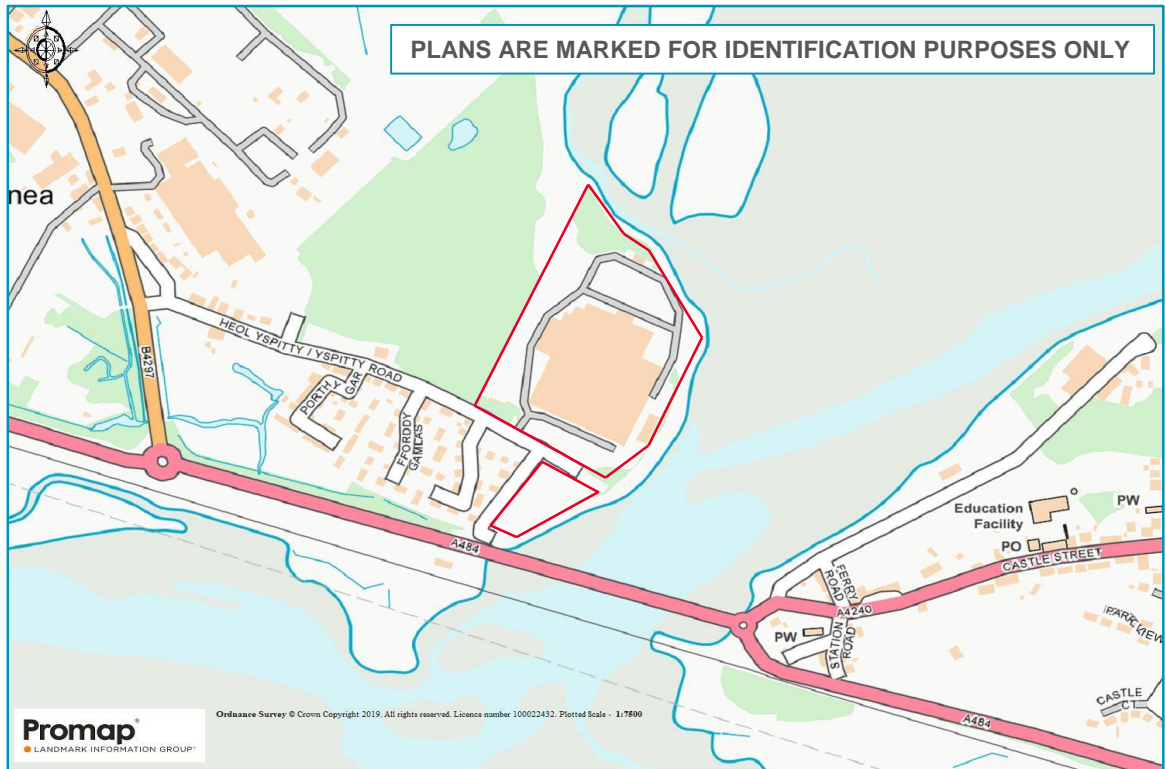 PLANS ARE MARKED FOR IDENTIFICATION PURPOSES ONLY
nea
HEOL YSPITTY / YSPITTY ROAD
B4297
PORTH Y
GAR
FFORDDY
GAMLAS
A484
Education
Facility
PW
PO
CASTLE STREET
FERRY
ROAD
A4240
PW
STATION
ROAD
PARK VIEW
CASTLE
CT
A484
Promap®
LANDMARK INFORMATION GROUP®
Ordnance Survey © Crown Copyright 2019. All rights reserved. Licence number 100022432. Plotted Scale - 1:7500